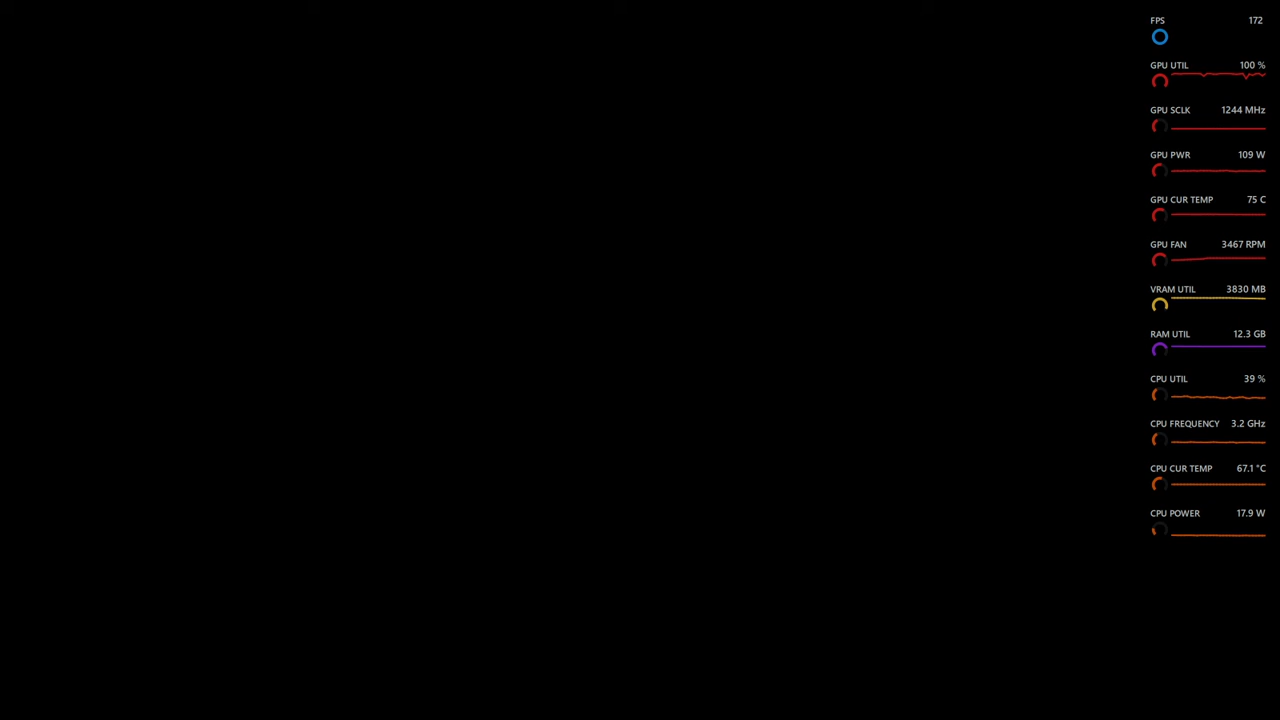 FPS 172
GPU UTIL 100 %
GPU SCLK 1244 MHz
GPU PWR 109 W
GPU CUR TEMP 75 C
GPU FAN 3467 RPM
VRAM UTIL 3830 MB
RAM UTIL 12.3 GB
CPU UTIL 39 %
CPU FREQUENCY 3.2 GHz
CPU CUR TEMP 67.1 °C
CPU POWER 17.9 W